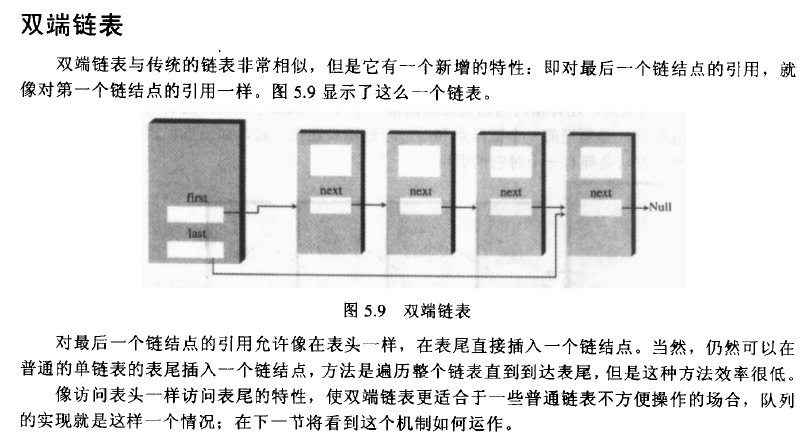 双端链表
双端链表与传统的链表非常相似，但是它有一个新增的特性：即对最后一个链结点的引用，就
像对第一个链结点的引用一样。图 5.9 显示了这么一个链表。
first
last
next
next
next
next
Null
图 5.9 双端链表
对最后一个链结点的引用允许像在表头一样，在表尾直接插入一个链结点。当然，仍然可以在
普通的单链表的表尾插入一个链结点，方法是遍历整个链表直到到达表尾，但是这种方法效率很低。
像访问表头一样访问表尾的特性，使双端链表更适合于一些普通链表不方便操作的场合，队列
的实现就是这样一个情况；在下一节将看到这个机制如何运作。